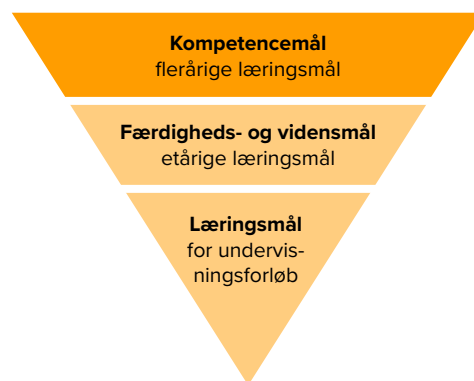 Kompetencemål
flerårige læringsmål
Færdigheds- og vidensmål
etårige læringsmål
Læringsmål
for undervis-
ningsforløb